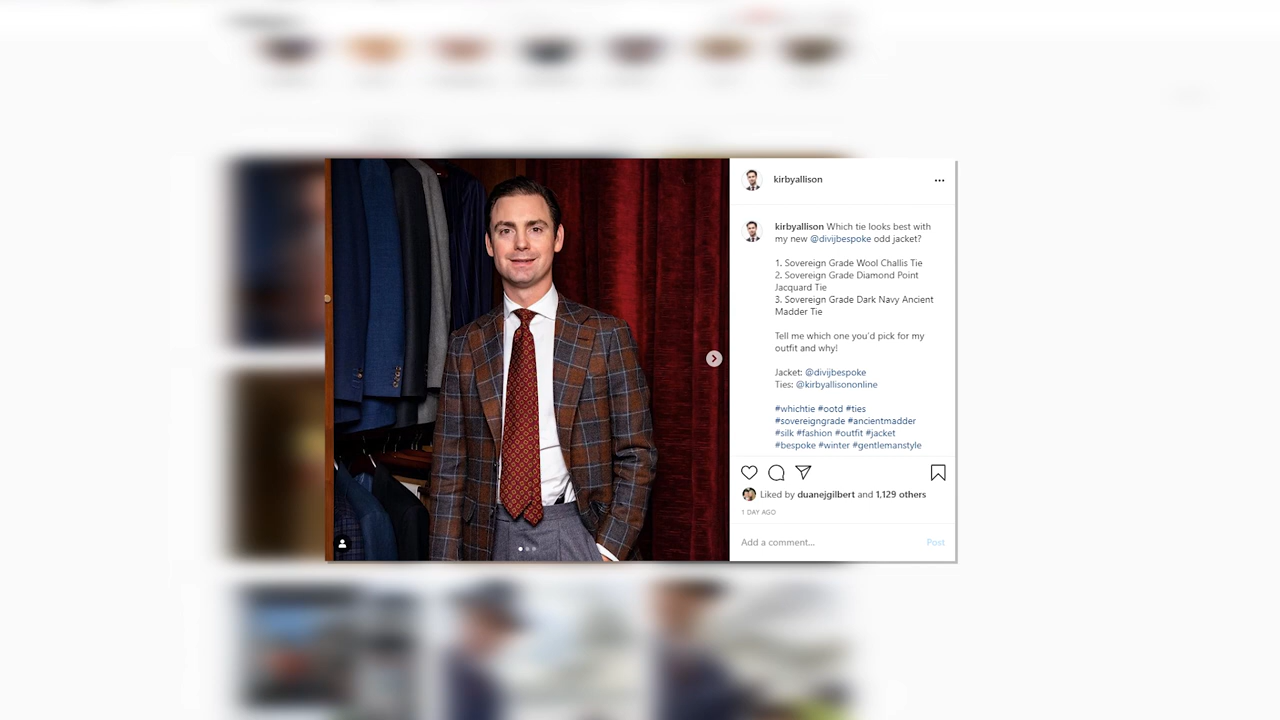 kirbyallison
kirbyallison Which tie looks best with
my new @divijbespoke odd jacket?
1. Sovereign Grade Wool Challis Tie
2. Sovereign Grade Diamond Point
Jacquard Tie
3. Sovereign Grade Dark Navy Ancient
Madder Tie
Tell me which one you'd pick for my
outfit and why!
Jacket: @divijbespoke
Ties: @kirbyallisononline
#whichtie #ootd #ties
#sovereigngrade #ancientmadder
#silk #fashion #outfit #jacket
#bespoke #winter #gentlemanstyle
Liked by duanejgilbert and 1,129 others
1 DAY AGO
Add a comment... Post